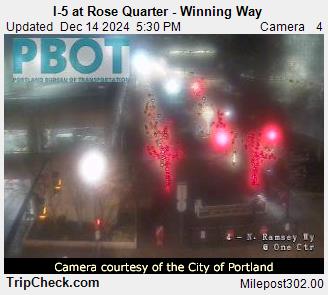 I-5 at Rose Quarter - Winning Way
Updated Dec 14 2024 5:30 PM Camera 4
PBOT
PORTLAND BUREAU OF TRANSPORTATION
4 - N. Ramsey Wy
@ One Ctr
Camera courtesy of the City of Portland
TripCheck.com Milepost302.00